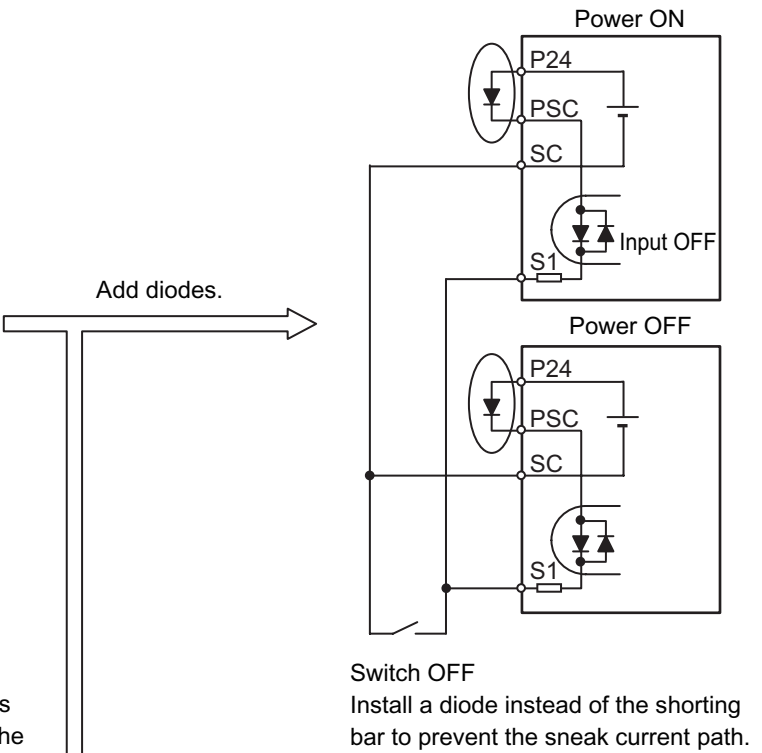 Power ON
P24
PSC
SC
Input OFF
S1
Add diodes.
Power OFF
P24
PSC
SC
S1
Switch OFF
Install a diode instead of the shorting
bar to prevent the sneak current path.
s
he